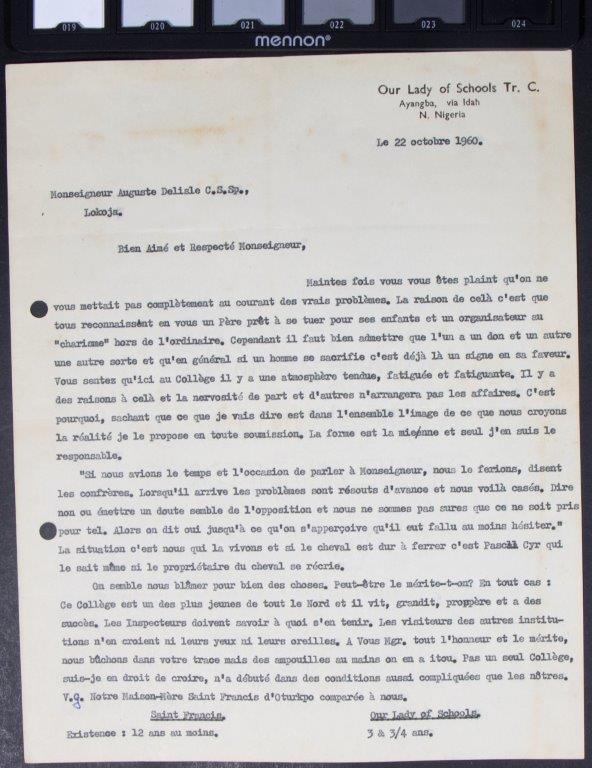 019 020 021 022 023 024
mennon®
Our Lady of Schools Tr. C.
Ayangba, via Idah
N. Nigeria
Le 22 octobre 1960.
Monseigneur Auguste Delisle C.S.Sp.,
Lokoja.
Bien Aimé et Respecté Monseigneur,
Maintes fois vous vous êtes plaint qu'on ne
vous mettait pas complètement au courant des vrais problèmes. La raison de celà c'est que
tous reconnaissent en vous un Père prêt à se tuer pour ses enfants et un organisateur au
"charisme" hors de l'ordinaire. Cependant il faut bien admettre que l'un a un don et un autre
une autre sorte et qu'en général si un homme se sacrifie c'est déjà là un signe en sa faveur.
Vous sentes qu'ici au Collège il y a une atmosphère tendue, fatiguée et fatiguante. Il y a
des raisons à celà et la nervosité de part et d'autres n'arrangera pas les affaires. C'est
pourquoi, sachant que ce que je vais dire est dans l'ensemble l'image de ce que nous croyons
la réalité je le propose en toute soumission. La forme est la mienne et seul j'en suis le
responsable.
"Si nous avions le temps et l'occasion de parler à Monseigneur, nous le ferions, disent
les confrères. Lorsqu'il arrive les problèmes sont résouts d'avance et nous voilà casés. Dire
non ou émettre un doute semble de l'opposition et nous ne sommes pas sures que ce ne soit pris
pour tel. Alors on dit oui jusqu'à ce qu'on s'apperçoive qu'il eut fallu au moins hésiter."
La situation c'est nous qui la vivons et si le cheval est dur à ferrer c'est Pascal Cyr qui
le sait même si le propriétaire du cheval se récrie.
On semble nous blâmer pour bien des choses. Peut-être le mérite-t-on? En tout cas :
Ce Collège est un des plus jeunes de tout le Nord et il vit, grandit, prospère et a des
succès. Les Inspecteurs doivent savoir à quoi s'en tenir. Les visiteurs des autres institu-
tions n'en croient ni leurs yeux ni leurs oreilles. A Vous Mgr. tout l'honneur et le mérite,
nous bûchons dans votre trace mais des ampoulles au mains on en a itou. Pas un seul Collège,
suis-je en droit de croire, n'a débuté dans des conditions aussi compliquées que les nôtres.
V.g. Notre Maison-Mère Saint Francis d'Oturkpo comparée à nous.
Saint Francis. Our Lady of Schools.
Existence : 12 ans au moins. 3 & 3/4 ans.